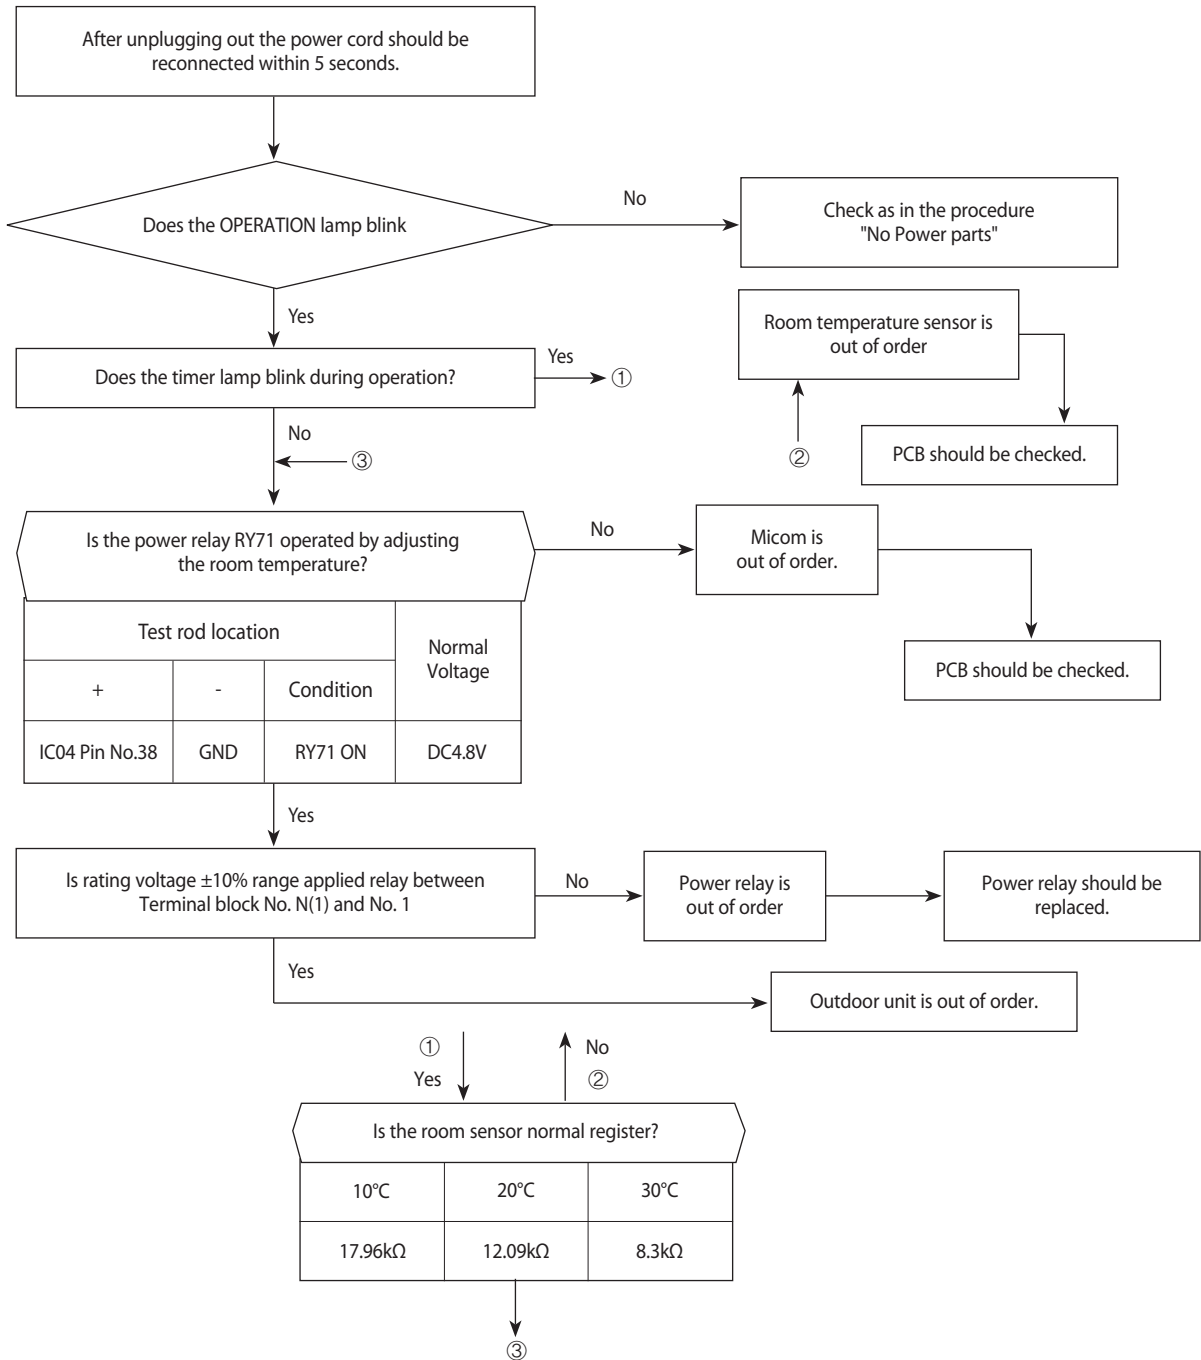 After unplugging out the power cord should be
reconnected within 5 seconds.
Does the OPERATION lamp blink
No
Check as in the procedure
"No Power parts"
Yes
Does the timer lamp blink during operation?
Yes
①
Room temperature sensor is
out of order
②
PCB should be checked.
No
③
Is the power relay RY71 operated by adjusting
the room temperature?
No
Micom is
out of order.
PCB should be checked.
Test rod location
Normal
Voltage
+
-
Condition
IC04 Pin No.38
GND
RY71 ON
DC4.8V
Yes
Is rating voltage ±10% range applied relay between
Terminal block No. N(1) and No. 1
No
Power relay is
out of order
Power relay should be
replaced.
Yes
Outdoor unit is out of order.
①
Yes
No
②
Is the room sensor normal register?
10°C
20°C
30°C
17.96kΩ
12.09kΩ
8.3kΩ
③